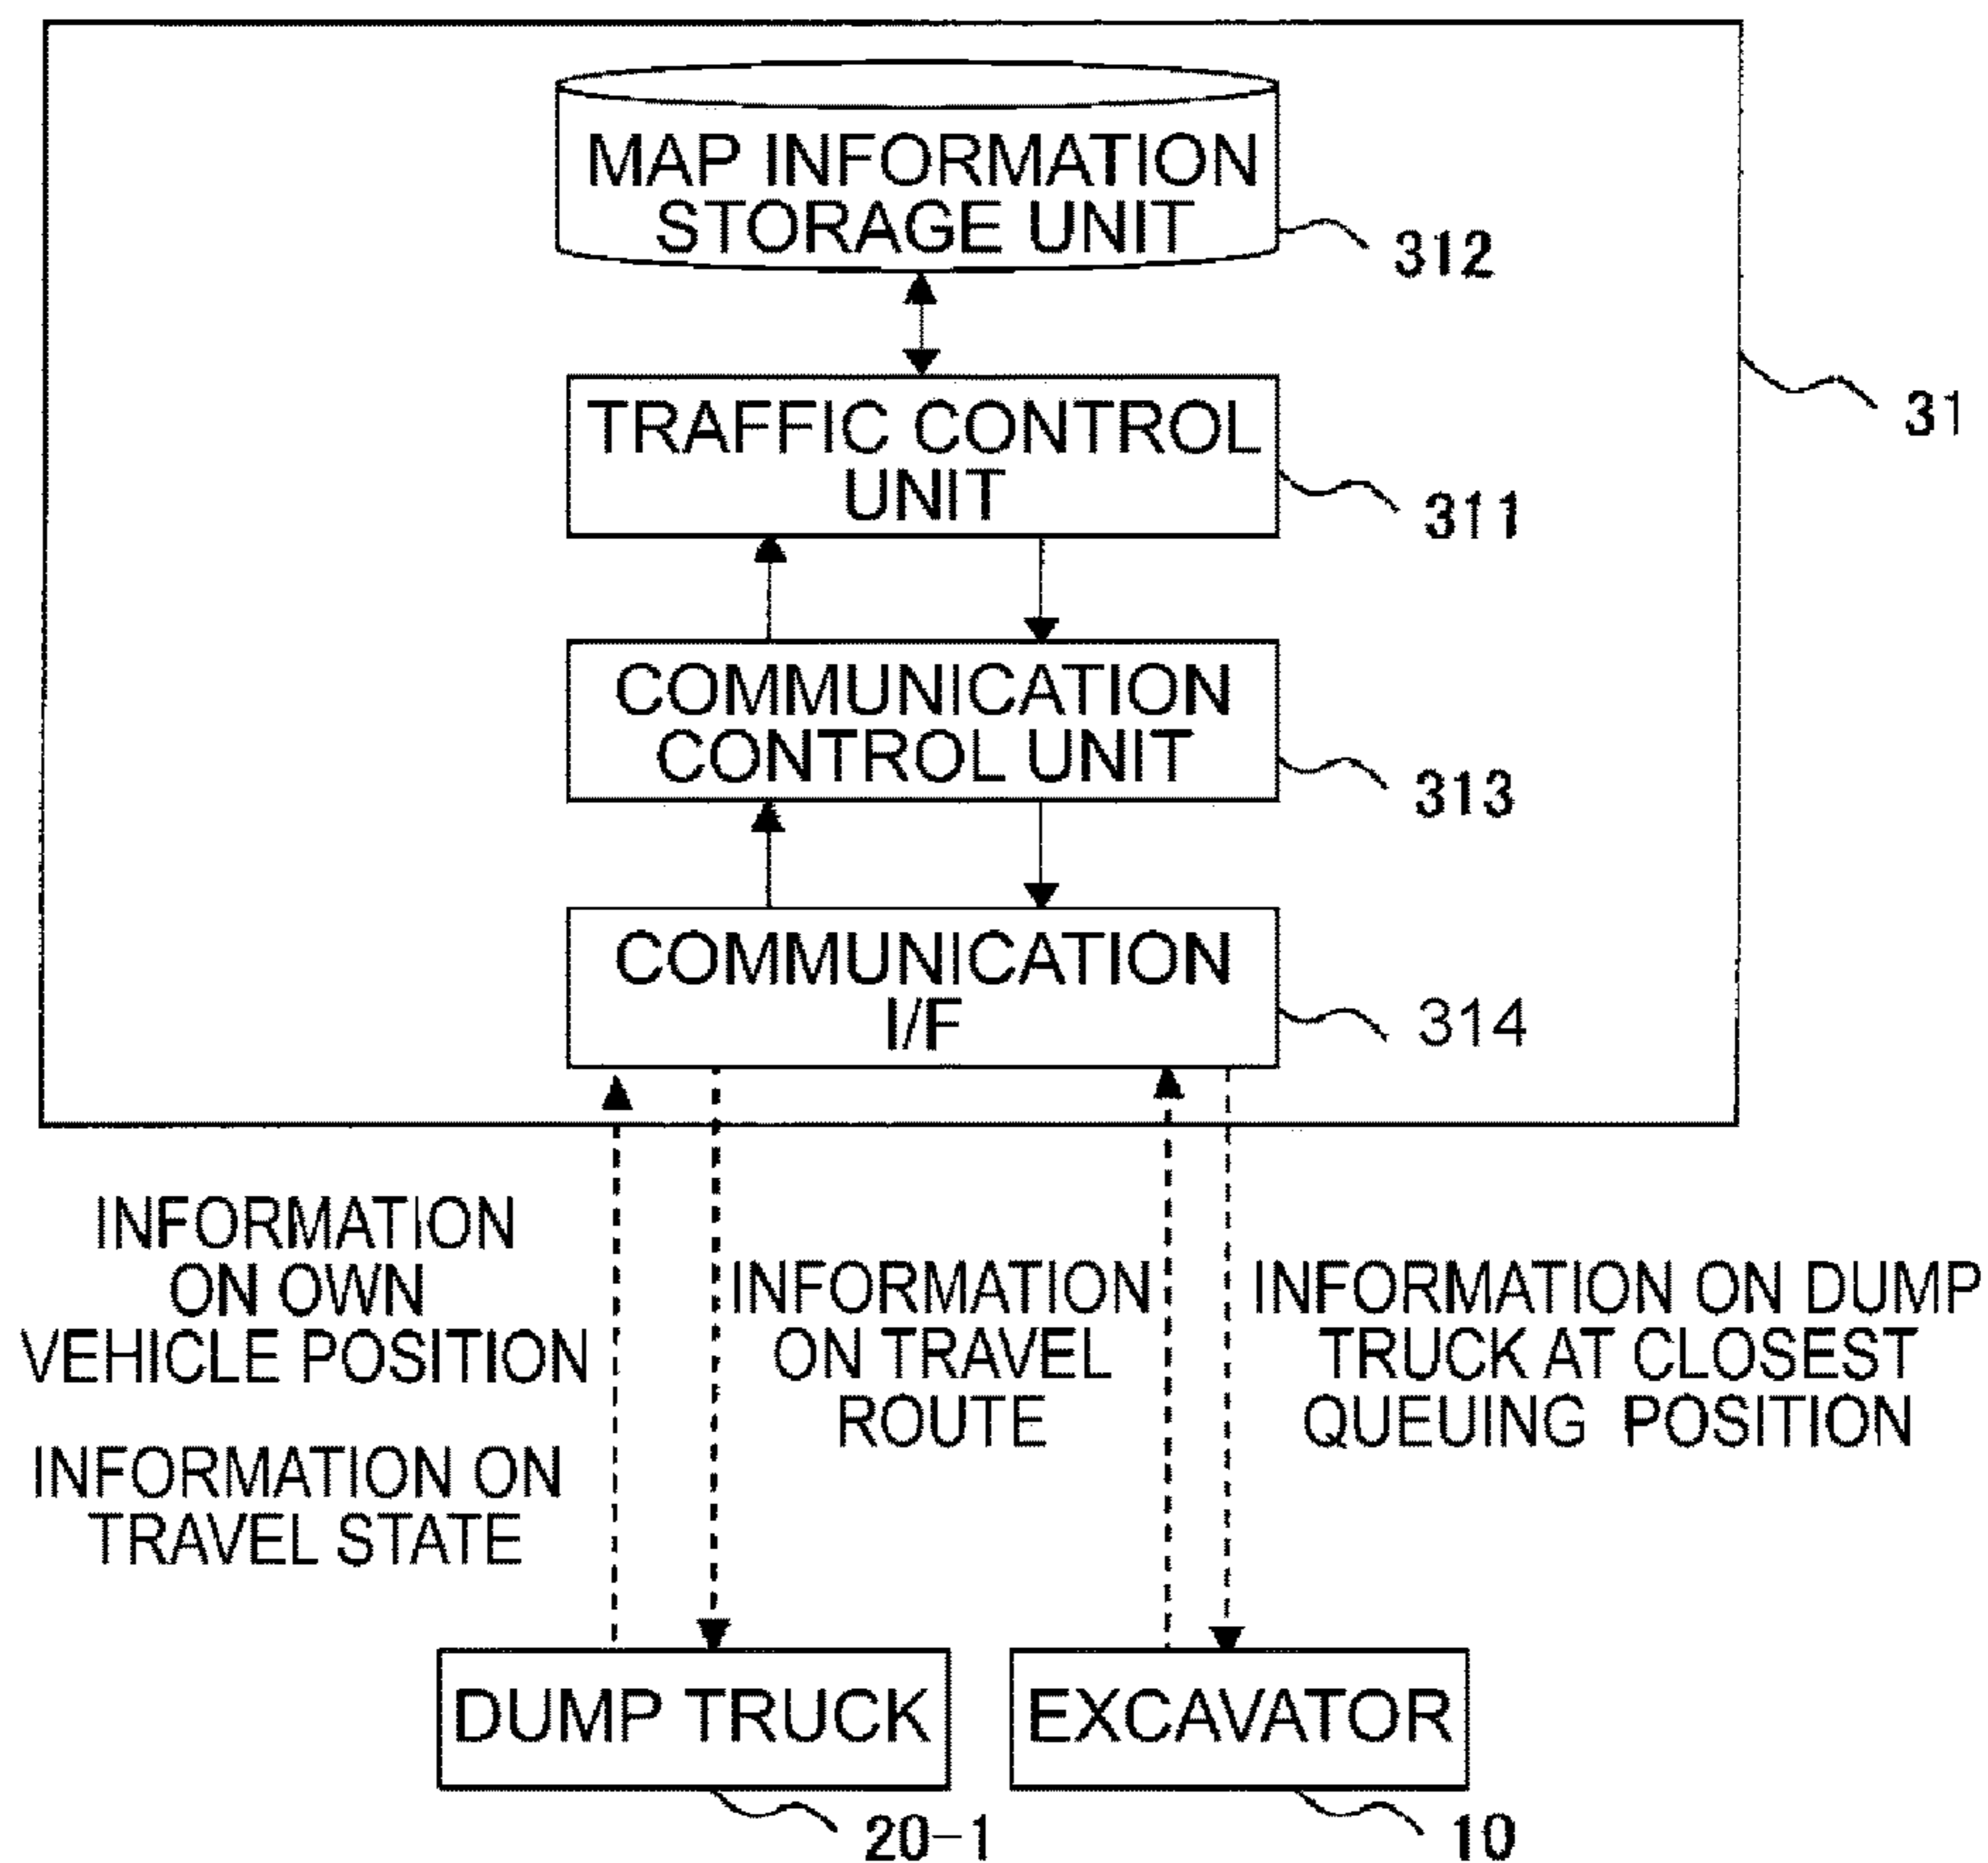 MAP INFORMATION
STORAGE UNIT
312
TRAFFIC CONTROL
UNIT
31
311
COMMUNICATION
CONTROL UNIT
313
COMMUNICATION
I/F
314
INFORMATION
ON OWN
VEHICLE POSITION
INFORMATION ON
TRAVEL STATE
INFORMATION
ON TRAVEL
ROUTE
INFORMATION ON DUMP
TRUCK AT CLOSEST
QUEUING POSITION
DUMP TRUCK
20-1
EXCAVATOR
10